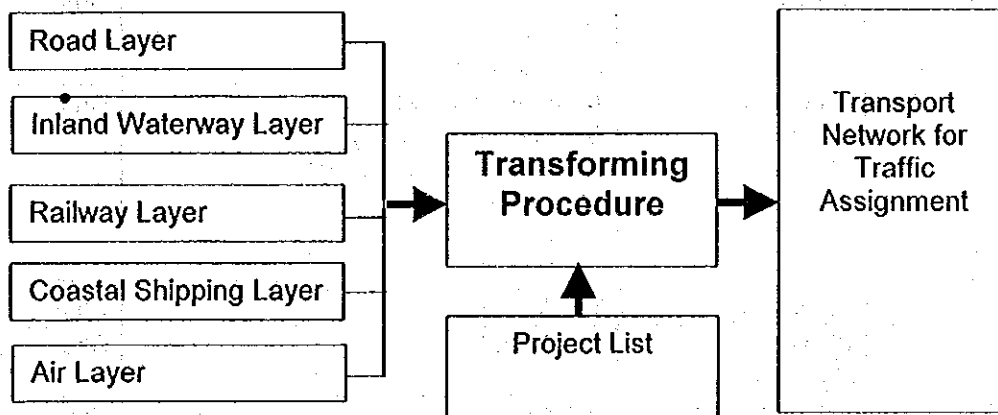 Road Layer
Inland Waterway Layer
Railway Layer
Coastal Shipping Layer
Air Layer
Transforming
Procedure
Project List
Transport
Network for
Traffic
Assignment